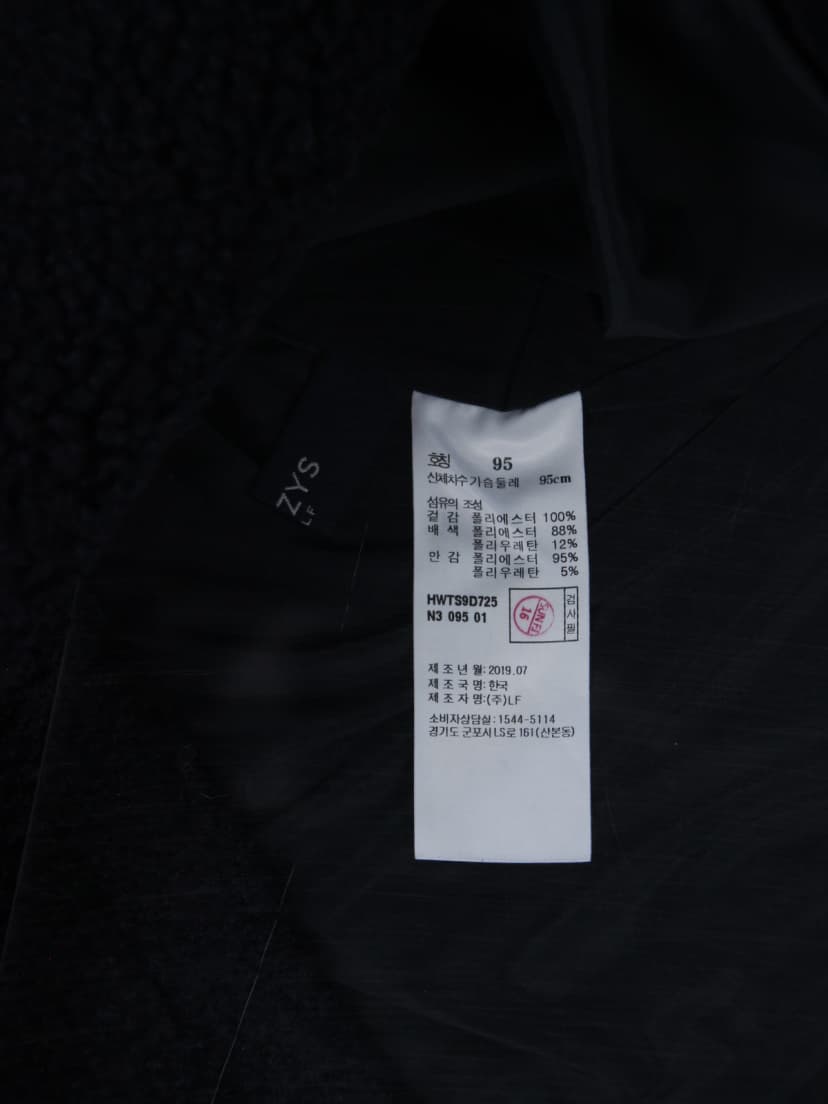 호칭 95
신체치수 가슴둘레 95cm
섬유의 조성
겉 감 폴리에스터 100%
배 색 폴리에스터 88%
폴리우레탄 12%
안 감 폴리에스터 95%
폴리우레탄 5%
HWTS9D725
N3 095 01
검사필
16
제 조 년 월: 2019.07
제 조 국 명: 한국
제 조 자 명: (주)LF
소비자상담실: 1544-5114
경기도 군포시 LS로 161(산본동)
ZYS
LF